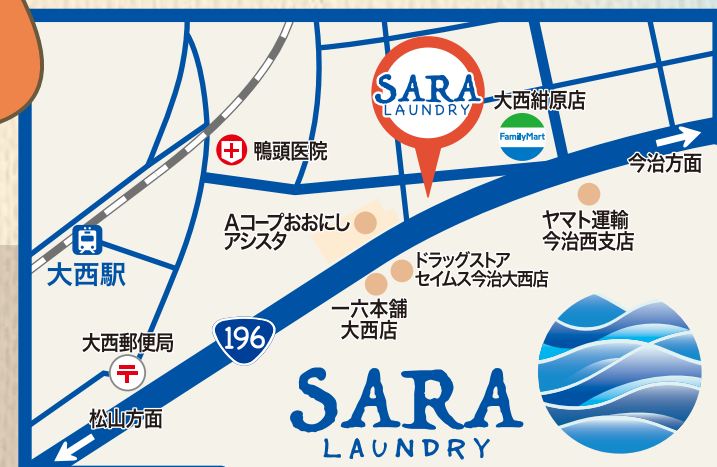 SARA
LAUNDRY
大西紺原店
FamilyMart
今治方面
鴨頭医院
Aコープおおにし
アシスタ
ヤマト運輸
今治西支店
ドラッグストア
セイムス今治大西店
大西駅
一六本舗
大西店
196
大西郵便局
松山方面
SARA
LAUNDRY